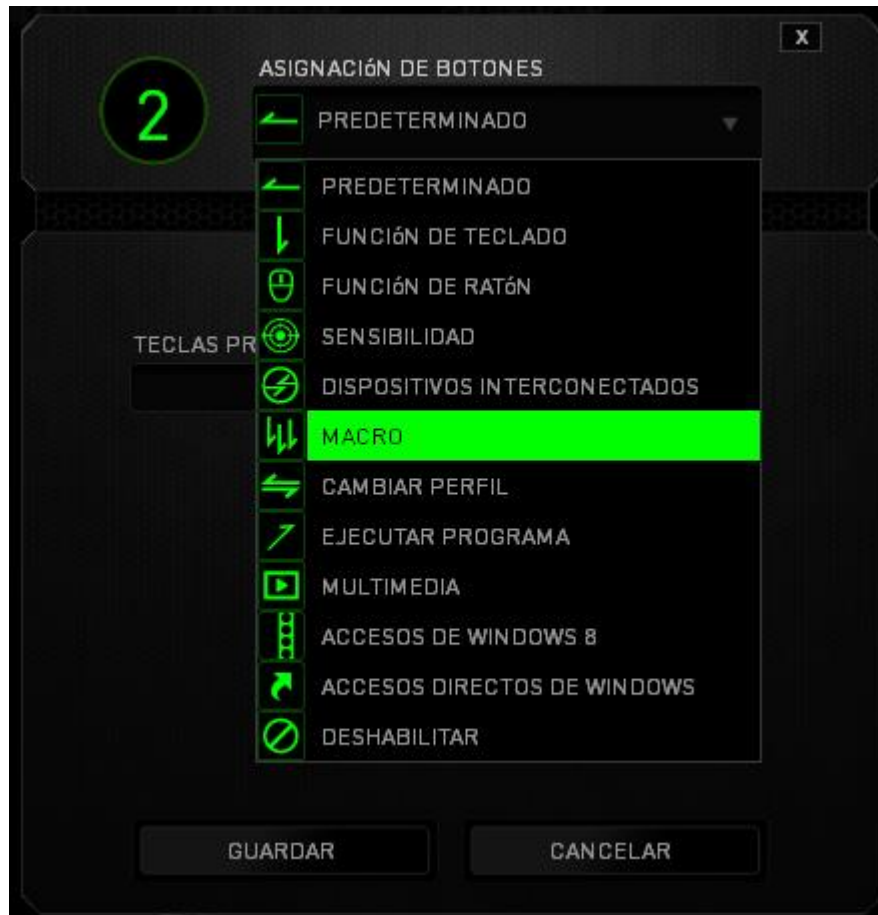 X
ASIGNACIóN DE BOTONES
2
PREDETERMINADO
PREDETERMINADO
FUNCIóN DE TECLADO
FUNCIóN DE RATóN
SENSIBILIDAD
TECLAS PR
DISPOSITIVOS INTERCONECTADOS
MACRO
CAMBIAR PERFIL
EJECUTAR PROGRAMA
MULTIMEDIA
ACCESOS DE WINDOWS 8
ACCESOS DIRECTOS DE WINDOWS
DESHABILITAR
GUARDAR
CANCELAR